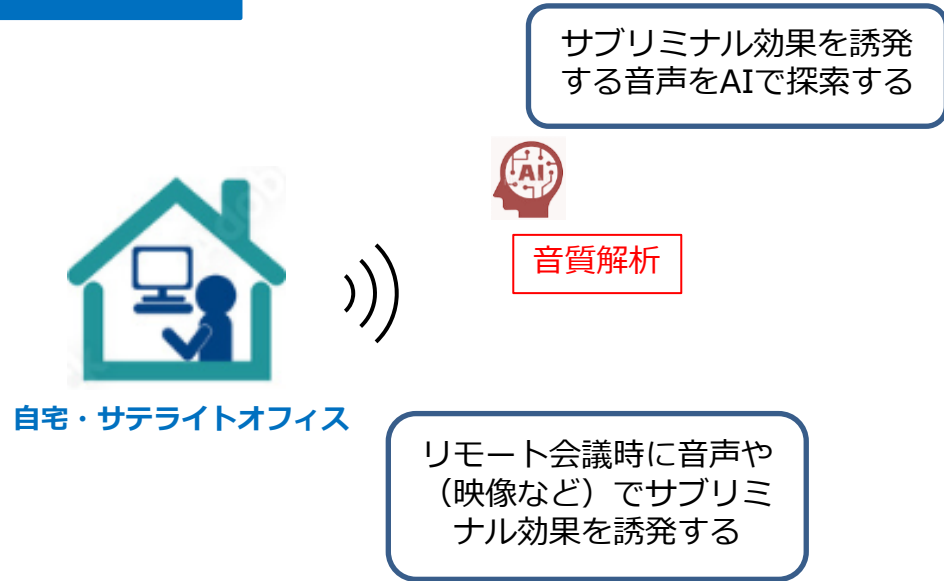 サブリミナル効果を誘発
する音声をAIで探索する
AI
音質解析
自宅・サテライトオフィス
リモート会議時に音声や
（映像など）でサブリミ
ナル効果を誘発する